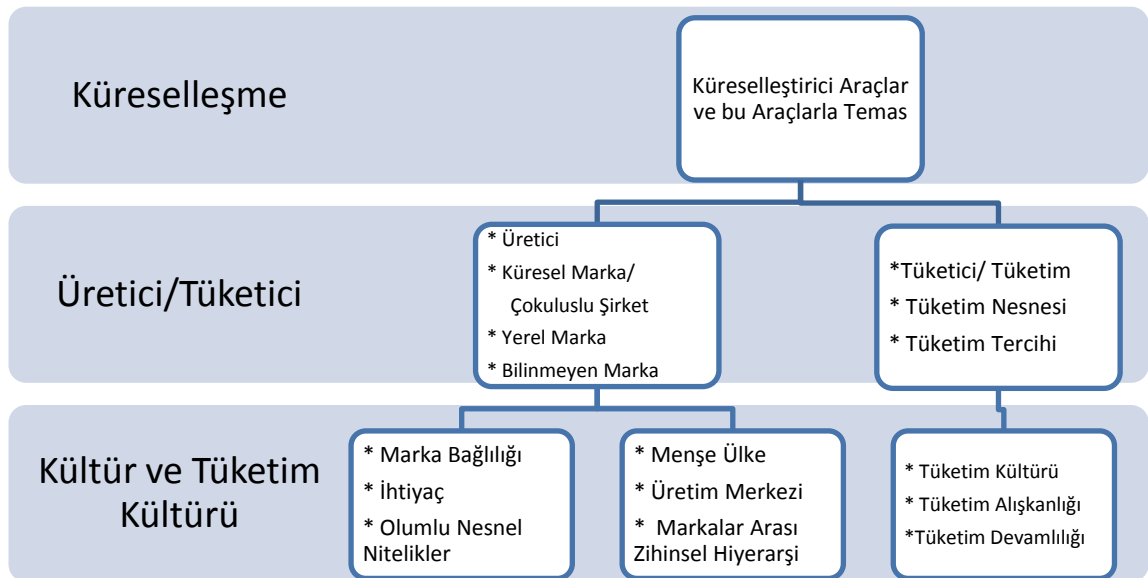 Küreselleşme
Küreselleştirici Araçlar
ve bu Araçlarla Temas
Üretici/Tüketici
* Üretici
* Küresel Marka/
Çokuluslu Şirket
* Yerel Marka
* Bilinmeyen Marka
*Tüketici/ Tüketim
* Tüketim Nesnesi
* Tüketim Tercihi
Kültür ve Tüketim
Kültürü
* Marka Bağlılığı
* İhtiyaç
* Olumlu Nesnel
Nitelikler
* Menşe Ülke
* Üretim Merkezi
* Markalar Arası
Zihinsel Hiyerarşi
* Tüketim Kültürü
* Tüketim Alışkanlığı
*Tüketim Devamlılığı